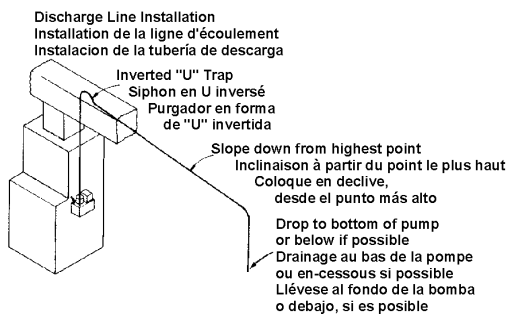 Discharge Line Installation
Installation de la ligne d'écoulement
Instalacion de la tubería de descarga
Inverted "U" Trap
Siphon en U inversé
Purgador en forma
de "U" invertida
Slope down from highest point
Inclinaison à partir du point le plus haut
Coloque en declive,
desde el punto más alto
Drop to bottom of pump
or below if possible
Drainage au bas de la pompe
ou en-cessous si possible
Llévese al fondo de la bomba
o debajo, si es posible